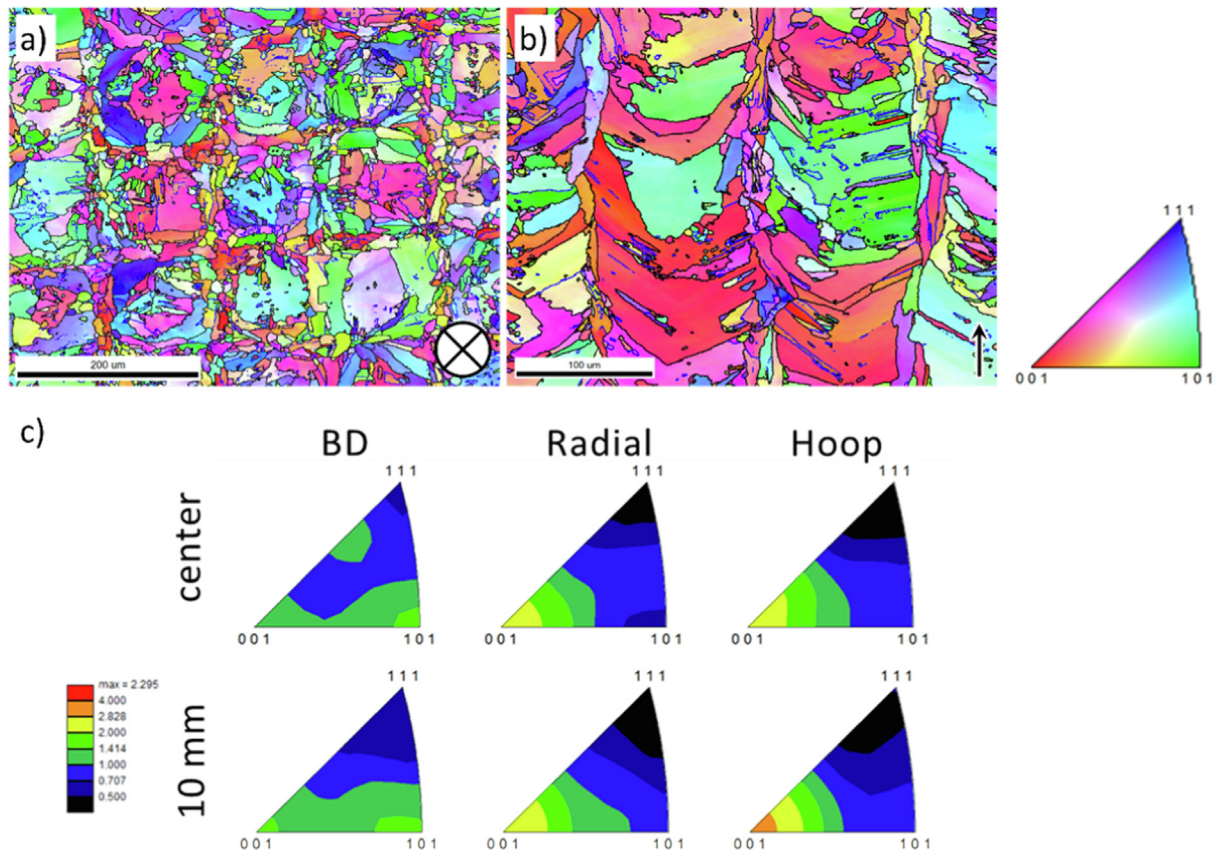 a)
b)
200 um
100 um
1 1 1
0 0 1
1 0 1
c)
BD
Radial
Hoop
center
1 1 1
1 1 1
1 1 1
0 0 1
1 0 1
0 0 1
1 0 1
0 0 1
1 0 1
10 mm
max = 2.295
4.000
2.828
2.000
1.414
1.000
0.707
0.500
1 1 1
1 1 1
1 1 1
0 0 1
1 0 1
0 0 1
1 0 1
0 0 1
1 0 1